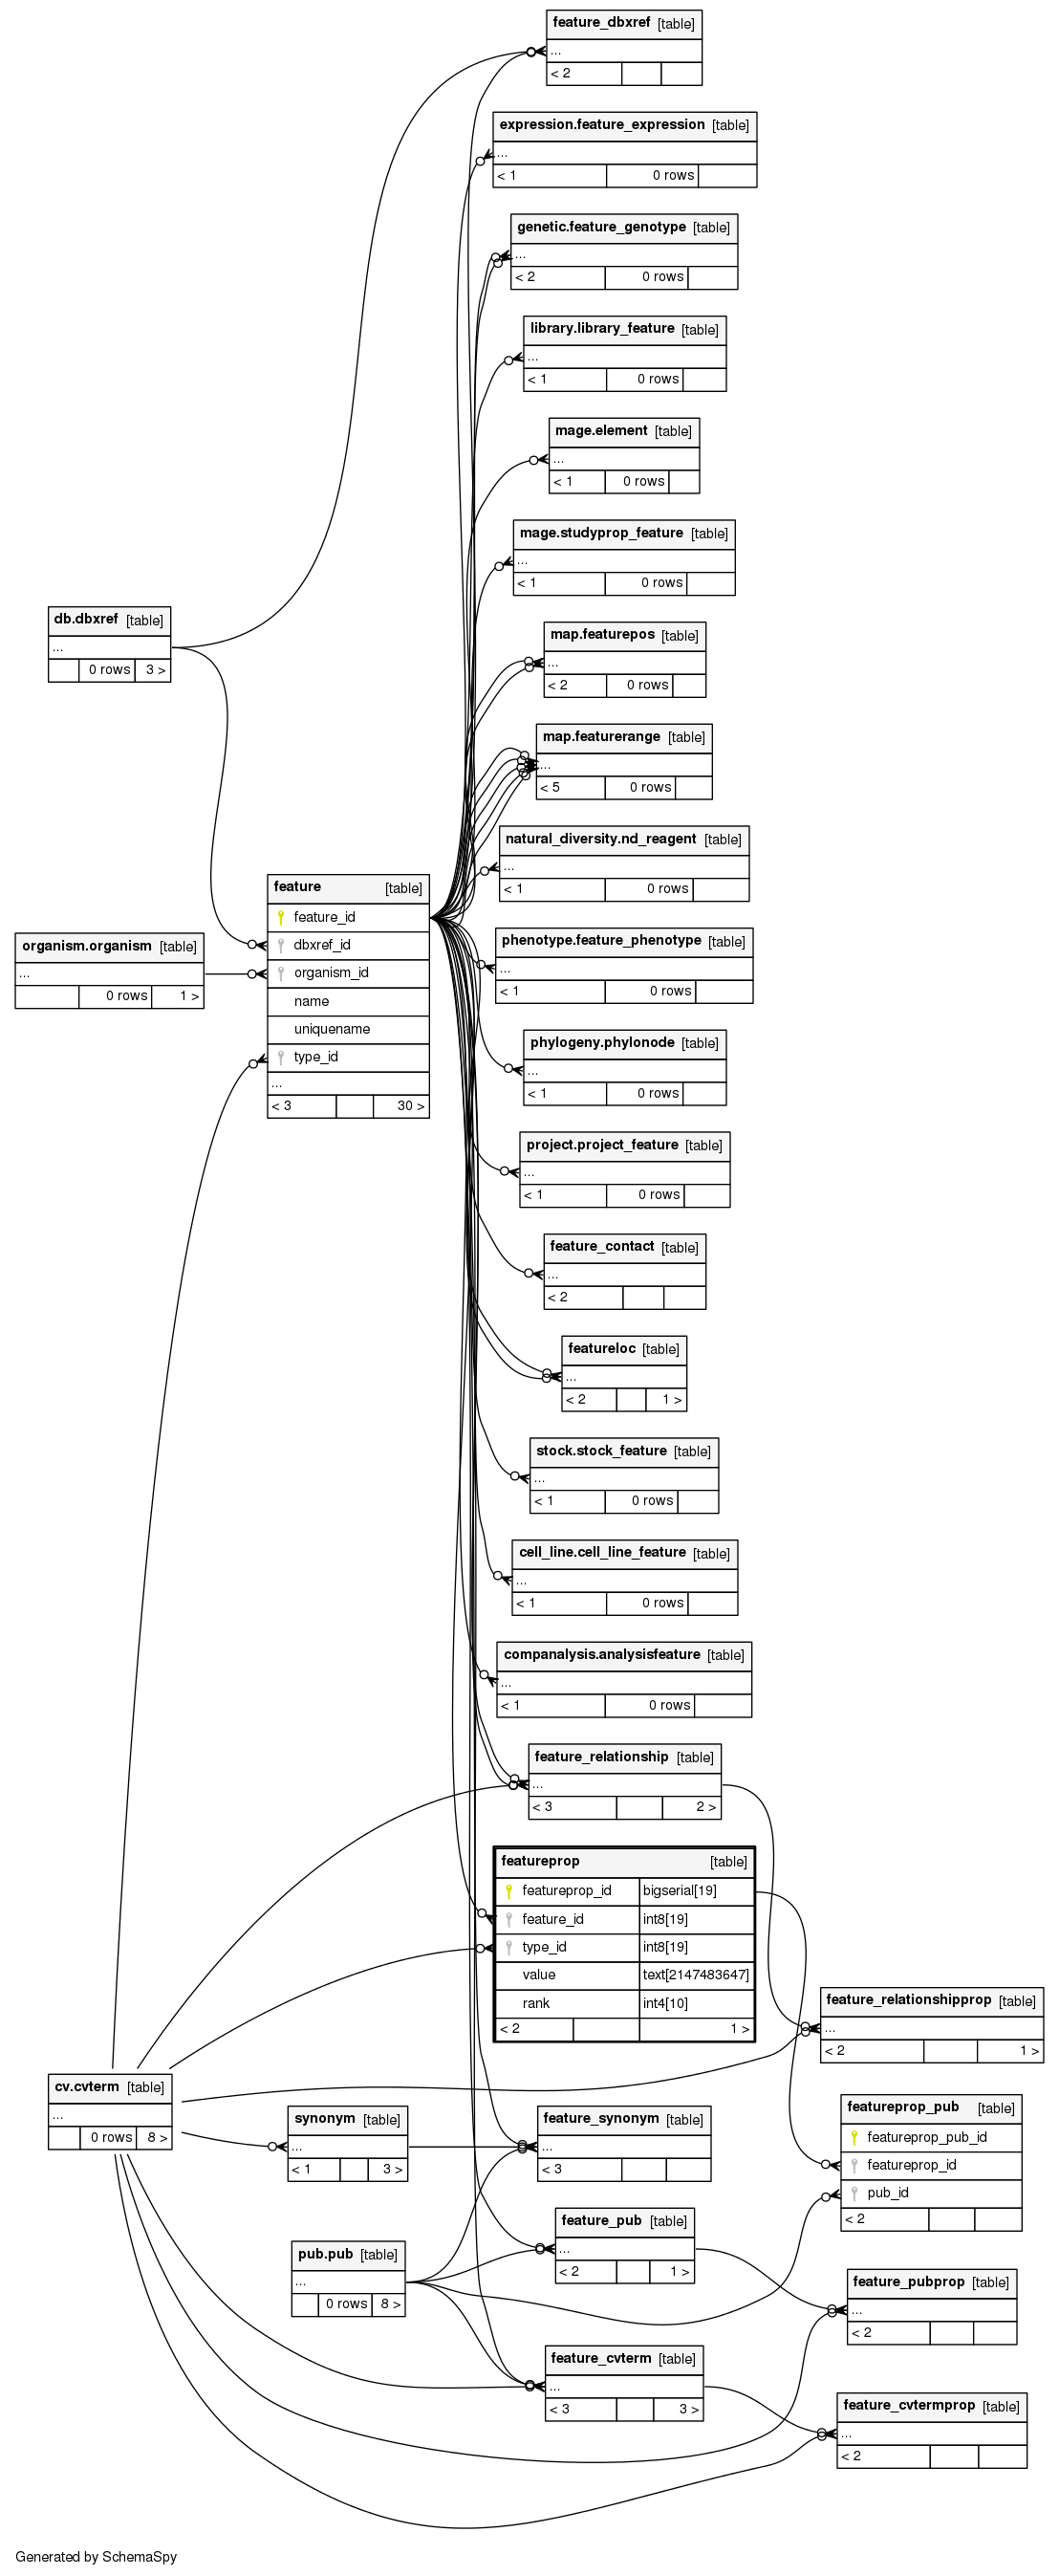 feature_dbxref [table]
...
< 2
expression.feature_expression [table]
...
< 1 0 rows
genetic.feature_genotype [table]
...
< 2 0 rows
library.library_feature [table]
...
< 1 0 rows
mage.element [table]
...
< 1 0 rows
mage.studyprop_feature [table]
...
< 1 0 rows
db.dbxref [table]
...
0 rows 3 >
map.featurepos [table]
...
< 2 0 rows
map.featurerange [table]
...
< 5 0 rows
natural_diversity.nd_reagent [table]
...
< 1 0 rows
feature [table]
feature_id
dbxref_id
organism_id
name
uniquename
type_id
...
< 3 30 >
organism.organism [table]
...
0 rows 1 >
phenotype.feature_phenotype [table]
...
< 1 0 rows
phylogeny.phylonode [table]
...
< 1 0 rows
project.project_feature [table]
...
< 1 0 rows
feature_contact [table]
...
< 2
featureloc [table]
...
< 2 1 >
stock.stock_feature [table]
...
< 1 0 rows
cell_line.cell_line_feature [table]
...
< 1 0 rows
companalysis.analysisfeature [table]
...
< 1 0 rows
feature_relationship [table]
...
< 3 2 >
featureprop [table]
featureprop_id bigserial[19]
feature_id int8[19]
type_id int8[19]
value text[2147483647]
rank int4[10]
< 2 1 >
feature_relationshipprop [table]
...
< 2 1 >
cv.cvterm [table]
...
0 rows 8 >
synonym [table]
...
< 1 3 >
feature_synonym [table]
...
< 3
featureprop_pub [table]
featureprop_pub_id
featureprop_id
pub_id
< 2
feature_pub [table]
...
< 2 1 >
pub.pub [table]
...
0 rows 8 >
feature_pubprop [table]
...
< 2
feature_cvterm [table]
...
< 3 3 >
feature_cvtermprop [table]
...
< 2
Generated by SchemaSpy